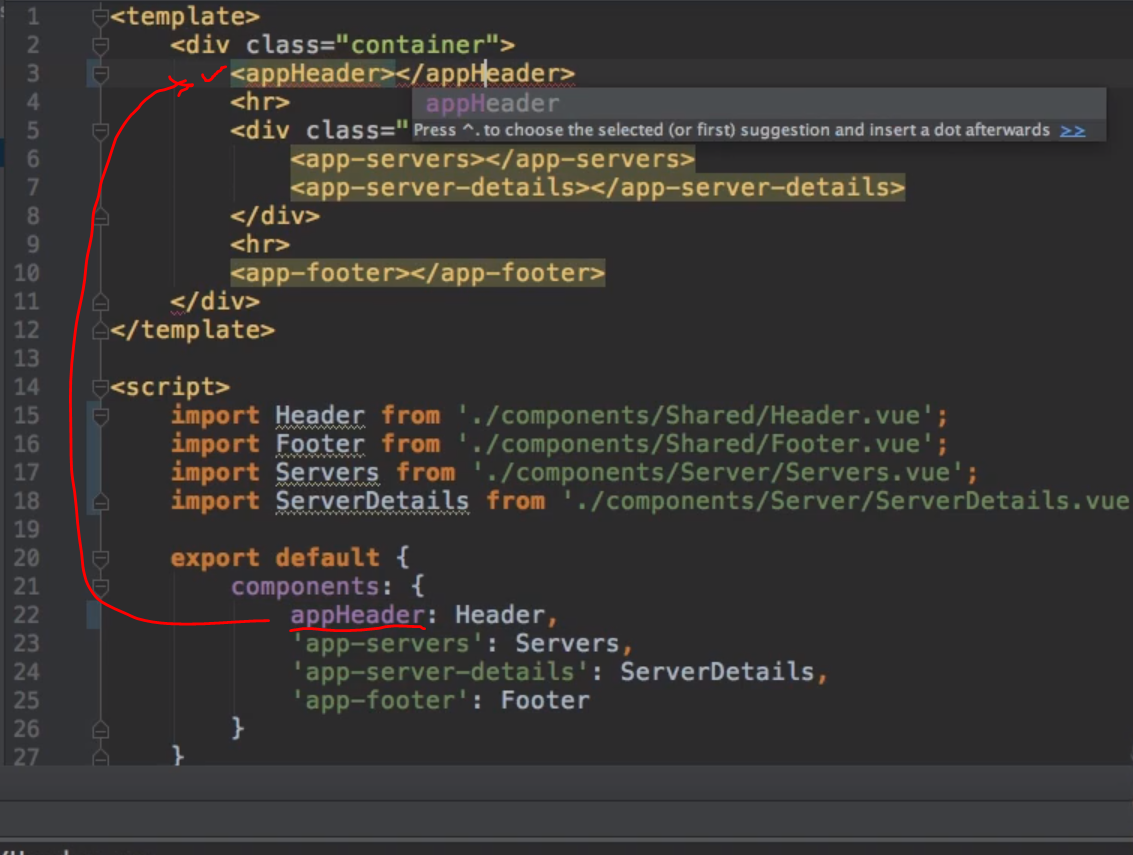 1 <template>
2 <div class="container">
3 <appHeader></appHeader>
4 <hr>
appHeader
5 <div class="
Press ^. to choose the selected (or first) suggestion and insert a dot afterwards >>
6 <app-servers></app-servers>
7 <app-server-details></app-server-details>
8 </div>
9 <hr>
10 <app-footer></app-footer>
11 </div>
12 </template>
13
14 <script>
15 import Header from './components/Shared/Header.vue';
16 import Footer from './components/Shared/Footer.vue';
17 import Servers from './components/Server/Servers.vue';
18 import ServerDetails from './components/Server/ServerDetails.vue
19
20 export default {
21 components: {
22 appHeader: Header,
23 'app-servers': Servers,
24 'app-server-details': ServerDetails,
25 'app-footer': Footer
26 }
27 }